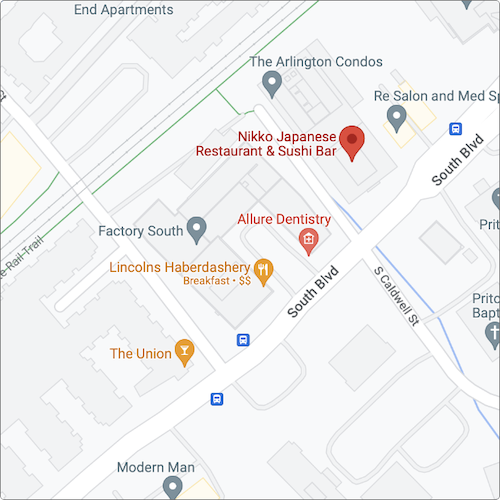 End Apartments
The Arlington Condos
Re Salon and Med Sp
Nikko Japanese
Restaurant & Sushi Bar
South Blvd
Allure Dentistry
Factory South
Prit
e-Rail-Trail
Lincolns Haberdashery
Breakfast • $$
South Blvd
S Caldwell St
Pritc
Bapt
The Union
Modern Man